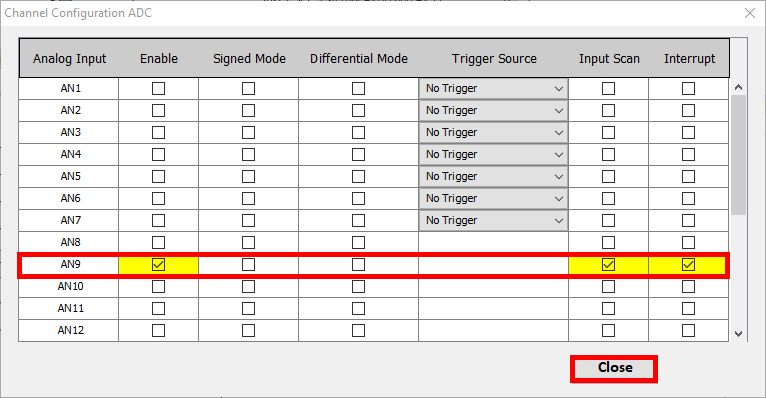 Channel Configuration ADC
Analog Input Enable Signed Mode Differential Mode Trigger Source Input Scan Interrupt
AN1 No Trigger
AN2 No Trigger
AN3 No Trigger
AN4 No Trigger
AN5 No Trigger
AN6 No Trigger
AN7 No Trigger
AN8
AN9
AN10
AN11
AN12
Close